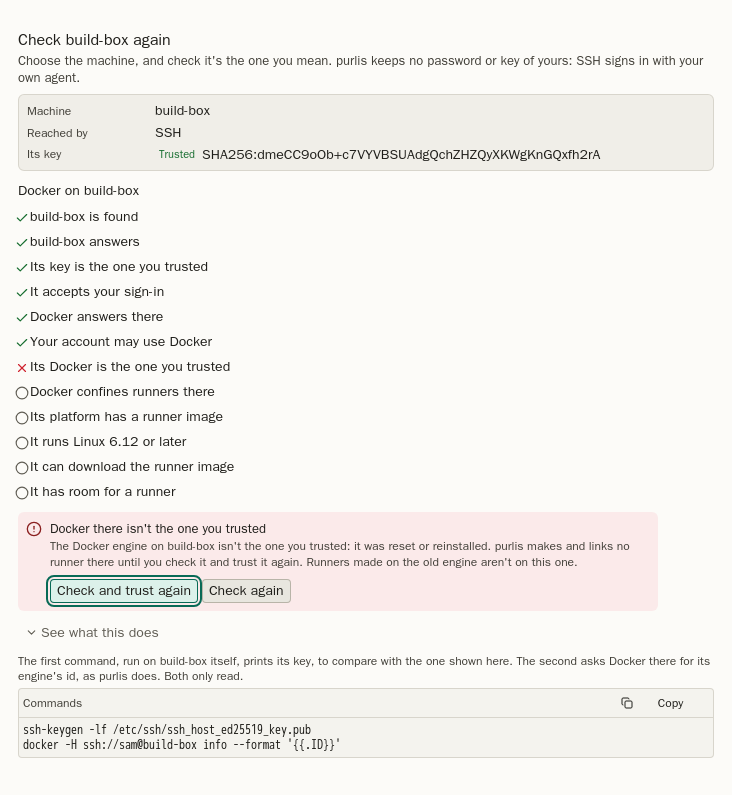 Check build-box again
Choose the machine, and check it's the one you mean. purlis keeps no password or key of yours: SSH signs in with your
own agent.
Machine build-box
Reached by SSH
Its key Trusted SHA256:dmeCC9oOb+c7VYVBSUAdgQchZHZQyXKWgKnGQxfh2rA
Docker on build-box
build-box is found
build-box answers
Its key is the one you trusted
It accepts your sign-in
Docker answers there
Your account may use Docker
Its Docker is the one you trusted
Docker confines runners there
Its platform has a runner image
It runs Linux 6.12 or later
It can download the runner image
It has room for a runner
Docker there isn't the one you trusted
The Docker engine on build-box isn't the one you trusted: it was reset or reinstalled. purlis makes and links no
runner there until you check it and trust it again. Runners made on the old engine aren't on this one.
Check and trust again Check again
See what this does
The first command, run on build-box itself, prints its key, to compare with the one shown here. The second asks Docker there for its
engine's id, as purlis does. Both only read.
Commands Copy
ssh-keygen -lf /etc/ssh/ssh_host_ed25519_key.pub
docker -H ssh://sam@build-box info --format '{{.ID}}'